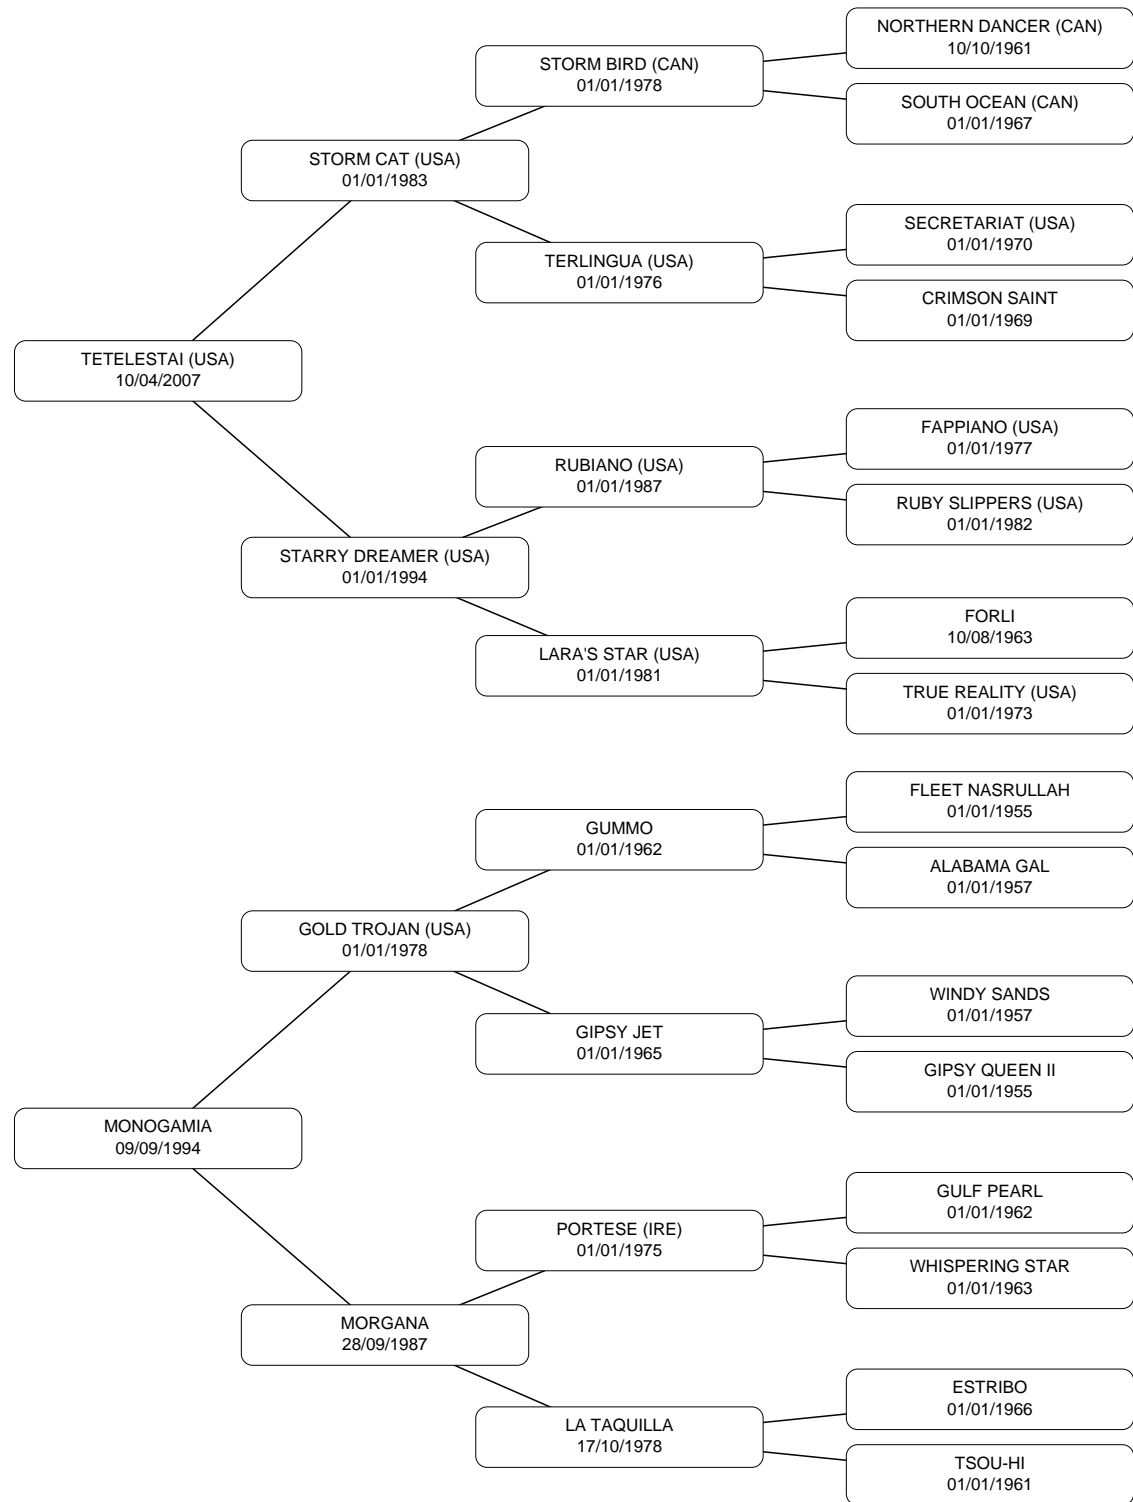 NORTHERN DANCER (CAN)
10/10/1961
STORM BIRD (CAN)
01/01/1978
SOUTH OCEAN (CAN)
01/01/1967
STORM CAT (USA)
01/01/1983
SECRETARIAT (USA)
01/01/1970
TERLINGUA (USA)
01/01/1976
CRIMSON SAINT
01/01/1969
TETELESTAI (USA)
10/04/2007
FAPPIANO (USA)
01/01/1977
RUBIANO (USA)
01/01/1987
RUBY SLIPPERS (USA)
01/01/1982
STARRY DREAMER (USA)
01/01/1994
FORLI
10/08/1963
LARA'S STAR (USA)
01/01/1981
TRUE REALITY (USA)
01/01/1973
FLEET NASRULLAH
01/01/1955
GUMMO
01/01/1962
ALABAMA GAL
01/01/1957
GOLD TROJAN (USA)
01/01/1978
WINDY SANDS
01/01/1957
GIPSY JET
01/01/1965
GIPSY QUEEN II
01/01/1955
MONOGAMIA
09/09/1994
GULF PEARL
01/01/1962
PORTESE (IRE)
01/01/1975
WHISPERING STAR
01/01/1963
MORGANA
28/09/1987
ESTRIBO
01/01/1966
LA TAQUILLA
17/10/1978
TSOU-HI
01/01/1961